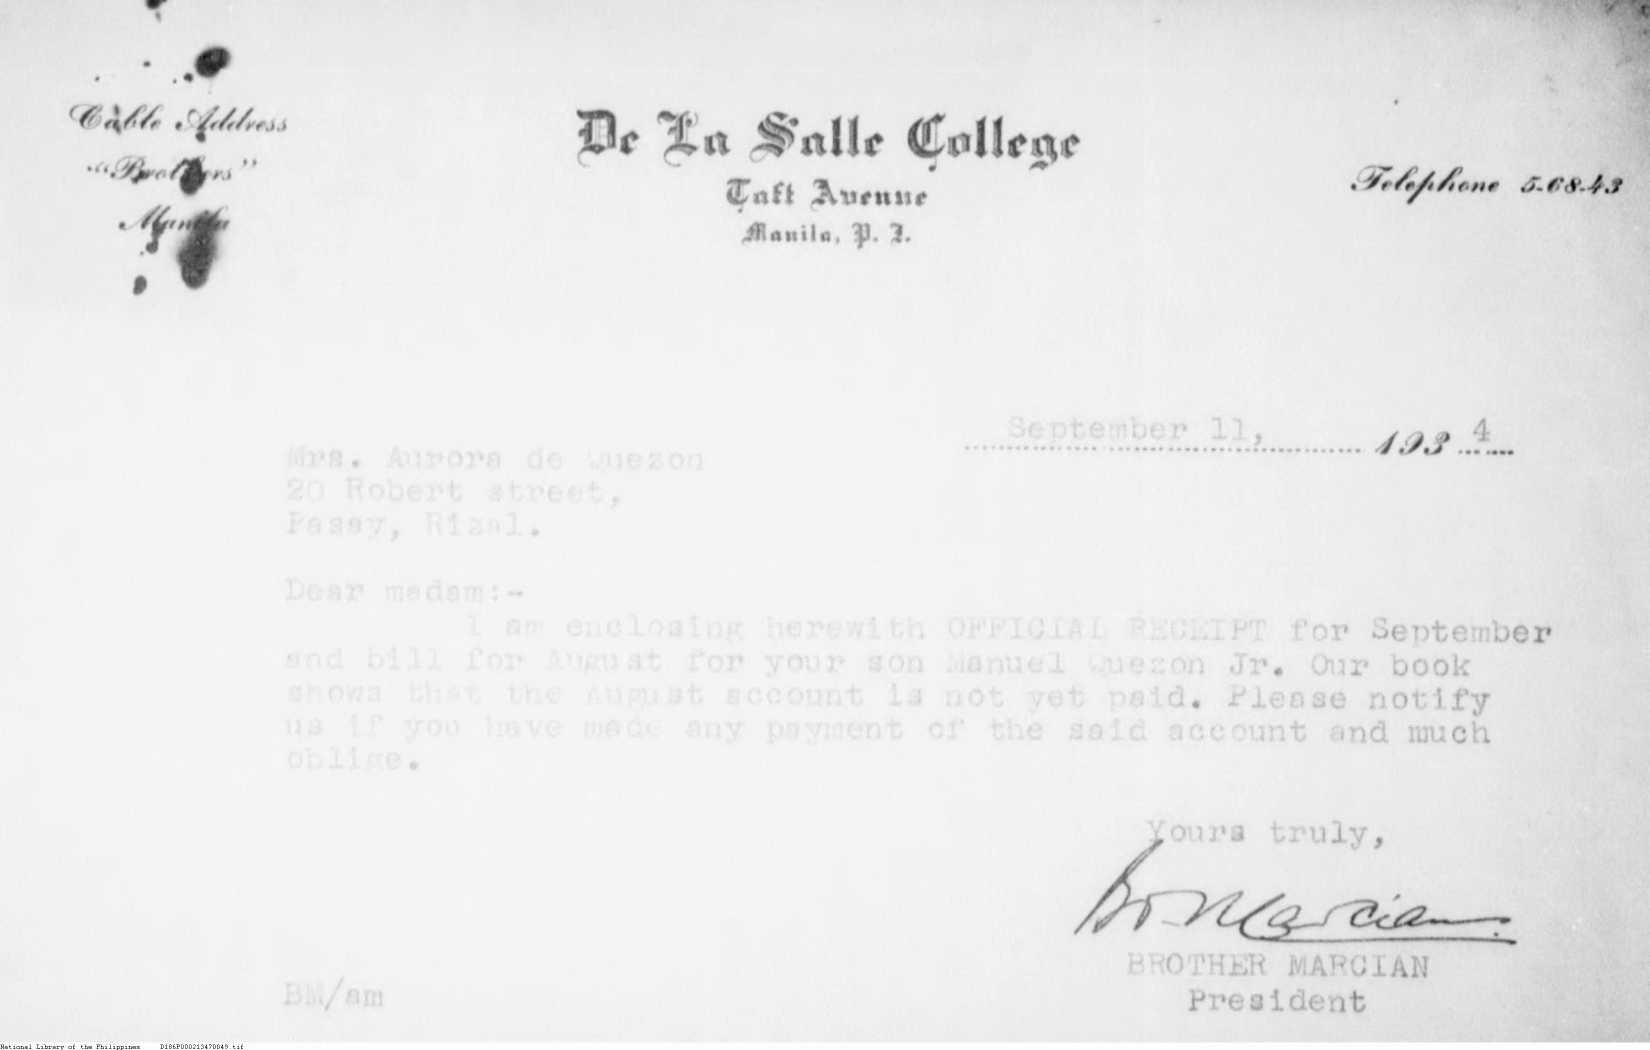 Cable Address
"Brothers"
Manila
De La Salle College
Taft Avenue
Manila, P. I.
Telephone 5-68-43
September 11, 1934
Mrs. Aurora de Quezon
20 Robert street,
Pasay, Rizal.
Dear madam:-
I am enclosing herewith OFFICIAL RECEIPT for September
and bill for August for your son Manuel Quezon Jr. Our book
shows that the August account is not yet paid. Please notify
us if you have made any payment of the said account and much
oblige.
Yours truly,
Bro Marcian
BROTHER MARCIAN
President
BM/am
National Library of the Philippines D186P000213470049.tif